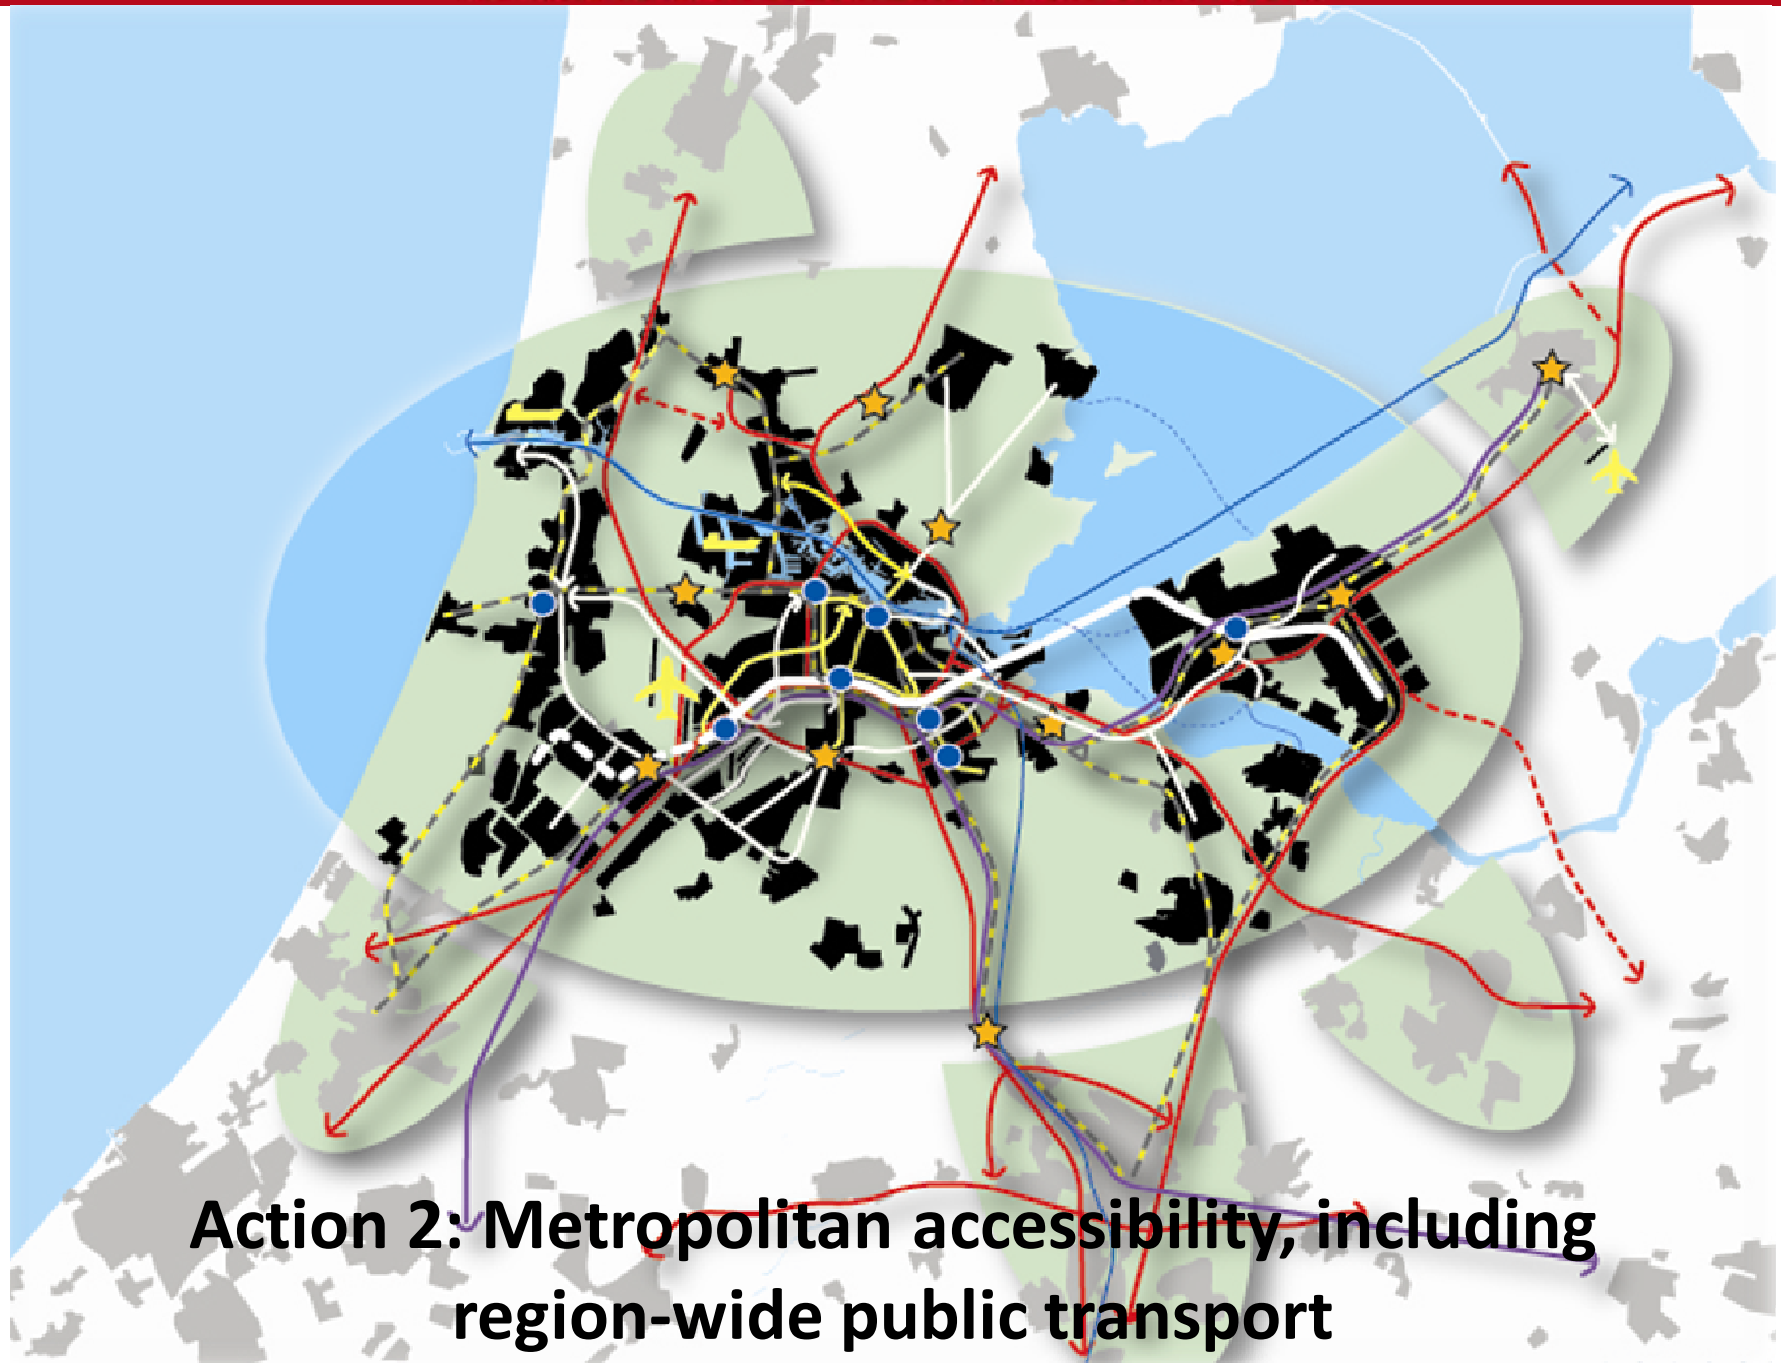 Action 2: Metropolitan accessibility, including
region-wide public transport